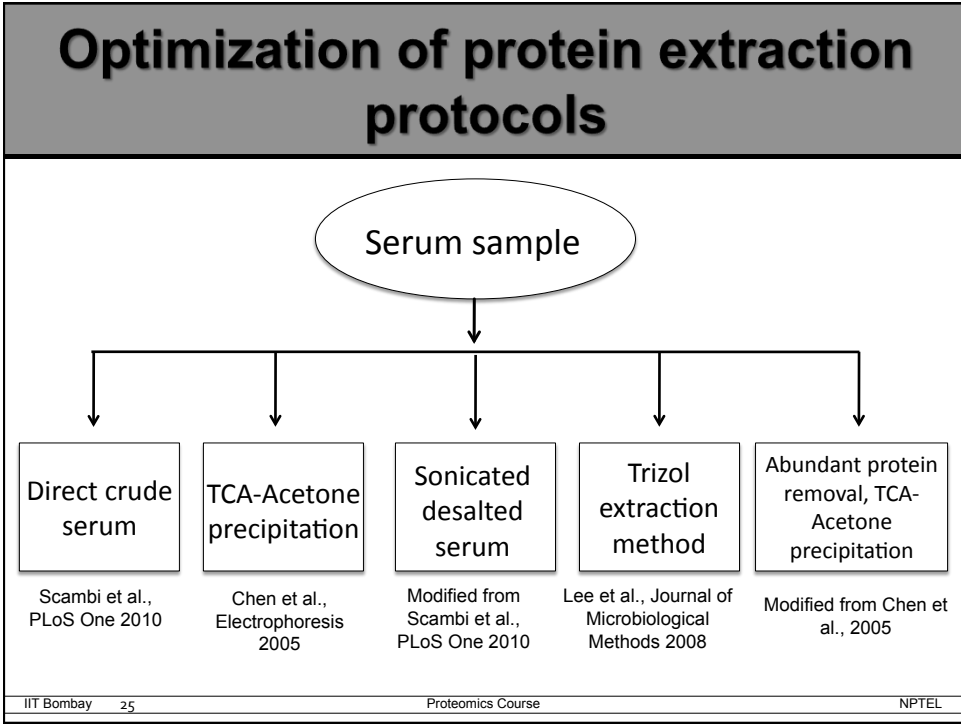 Optimization of protein extraction
protocols
Serum sample
Direct crude
serum
TCA-Acetone
precipitation
Sonicated
desalted
serum
Trizol
extraction
method
Abundant protein
removal, TCA-
Acetone
precipitation
Scambi et al.,
PLoS One 2010
Chen et al.,
Electrophoresis
2005
Modified from
Scambi et al.,
PLoS One 2010
Lee et al., Journal of
Microbiological
Methods 2008
Modified from Chen et
al., 2005
IIT Bombay 25 Proteomics Course NPTEL